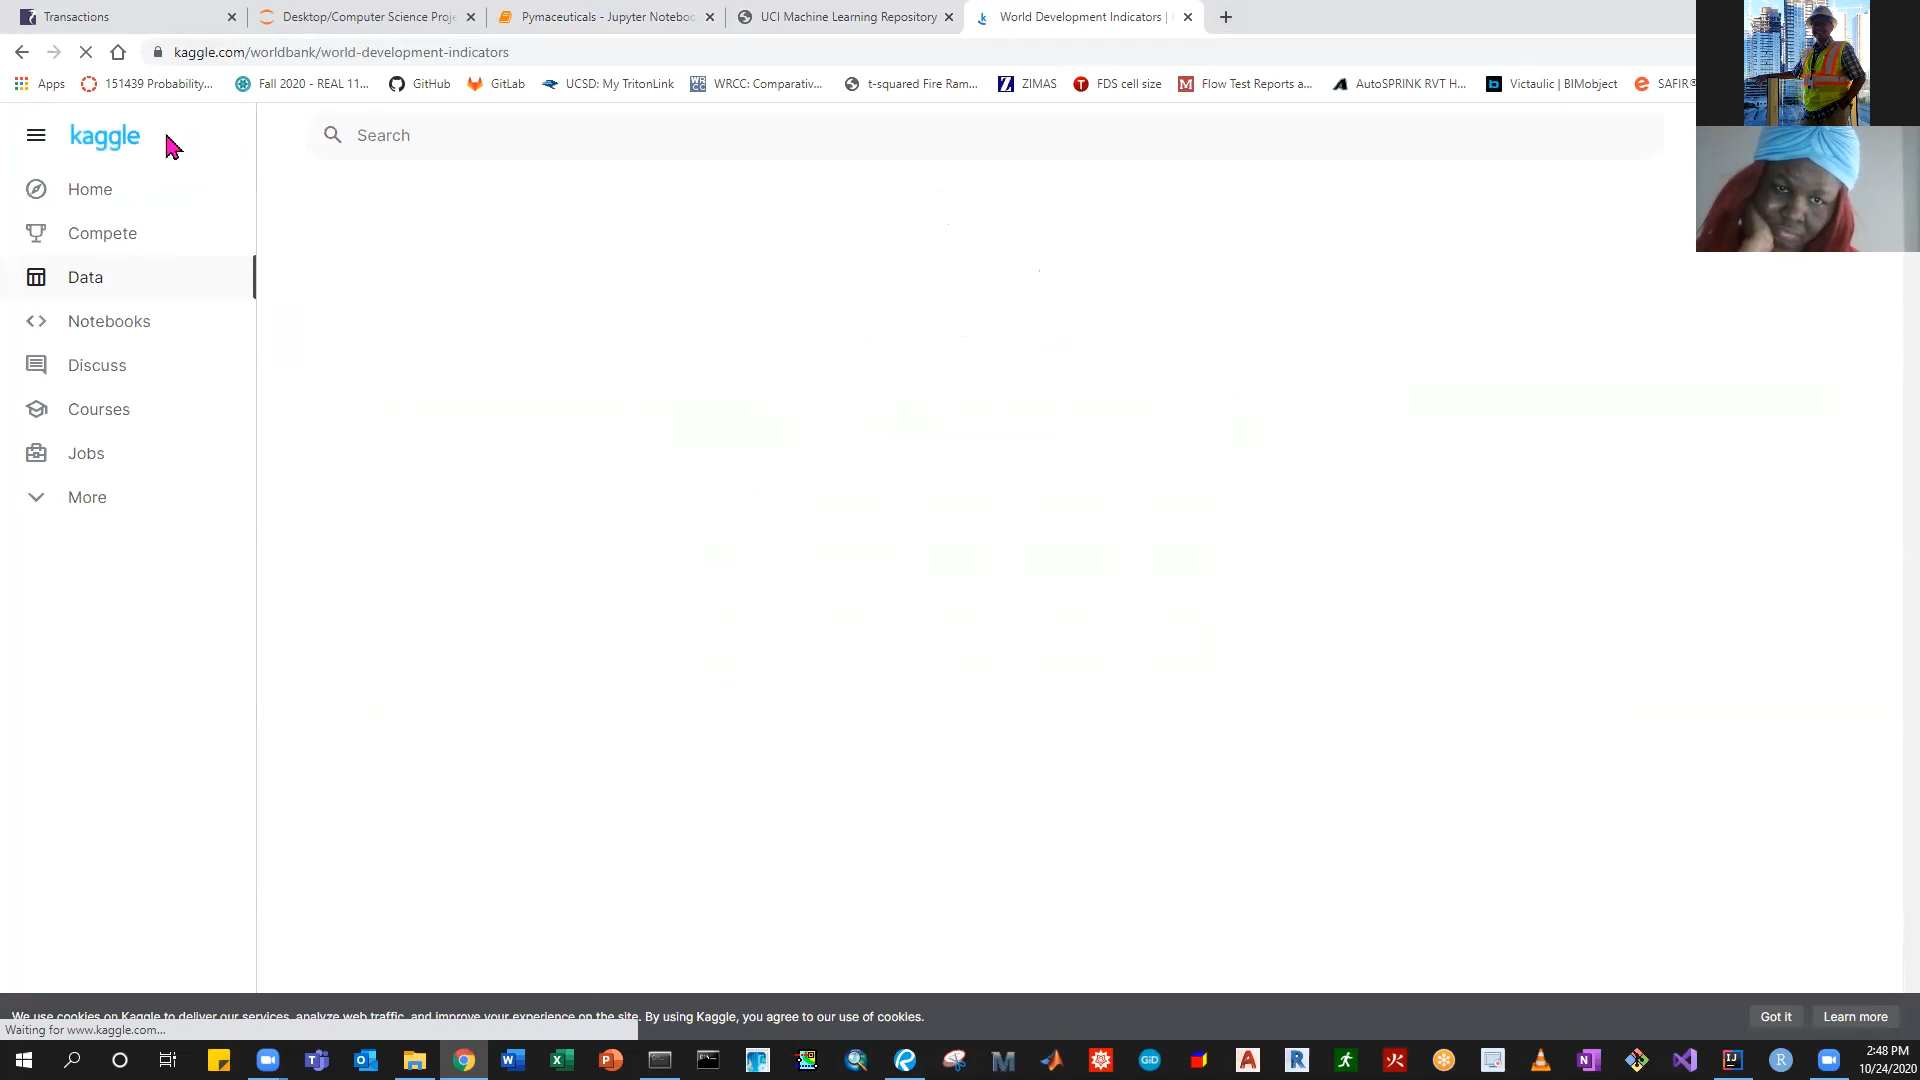 Transactions
Desktop/Computer Science Proje
Pymaceuticals - Jupyter Noteboo
UCI Machine Learning Repository
World Development Indicators |
kaggle.com/worldbank/world-development-indicators
Apps
151439 Probability...
Fall 2020 - REAL 11...
GitHub
GitLab
UCSD: My TritonLink
WRCC: Comparativ...
t-squared Fire Ram...
ZIMAS
FDS cell size
Flow Test Reports a...
AutoSPRINK RVT H...
Victaulic | BIMobject
SAFIR®
kaggle
Search
Home
Compete
Data
Notebooks
Discuss
Courses
Jobs
More
We use cookies on Kaggle to deliver our services, analyze web traffic, and improve your experience on the site. By using Kaggle, you agree to our use of cookies.
Got it
Learn more
Waiting for www.kaggle.com...
2:48 PM
10/24/2020